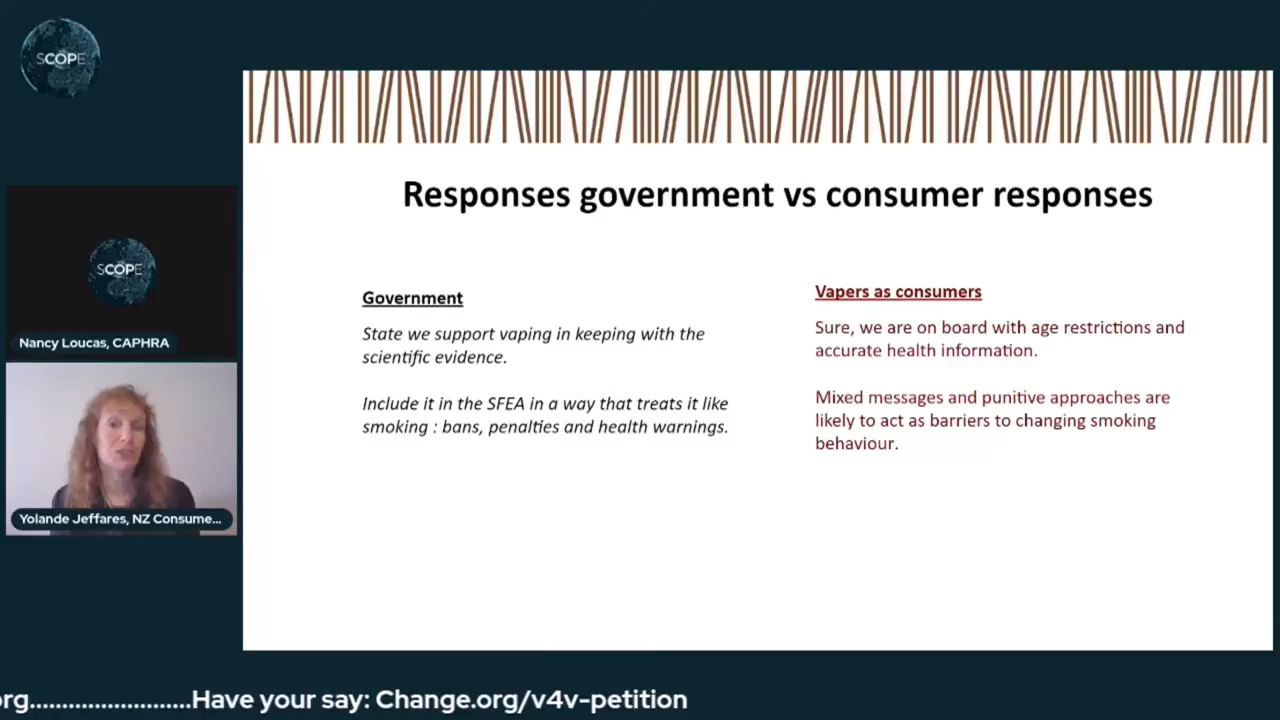 SCOPE
Responses government vs consumer responses
Government
State we support vaping in keeping with the
scientific evidence.
Include it in the SFEA in a way that treats it like
smoking : bans, penalties and health warnings.
Vapers as consumers
Sure, we are on board with age restrictions and
accurate health information.
Mixed messages and punitive approaches are
likely to act as barriers to changing smoking
behaviour.
SCOPE
Nancy Loucas, CAPHRA
Yolande Jeffares, NZ Consume...
org........................Have your say: Change.org/v4v-petition